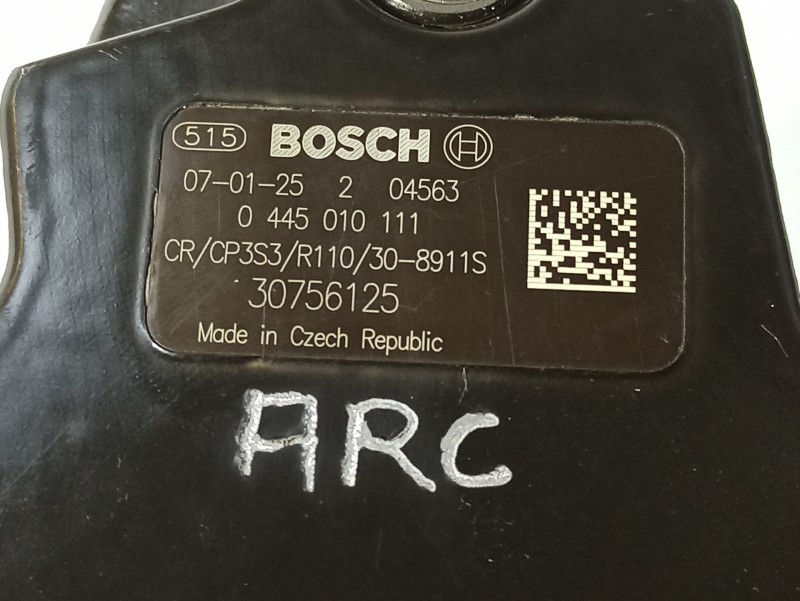 515 BOSCH
07-01-25 2 04563
0 445 010 111
CR/CP3S3/R110/30-8911S
30756125
Made in Czech Republic
ARC